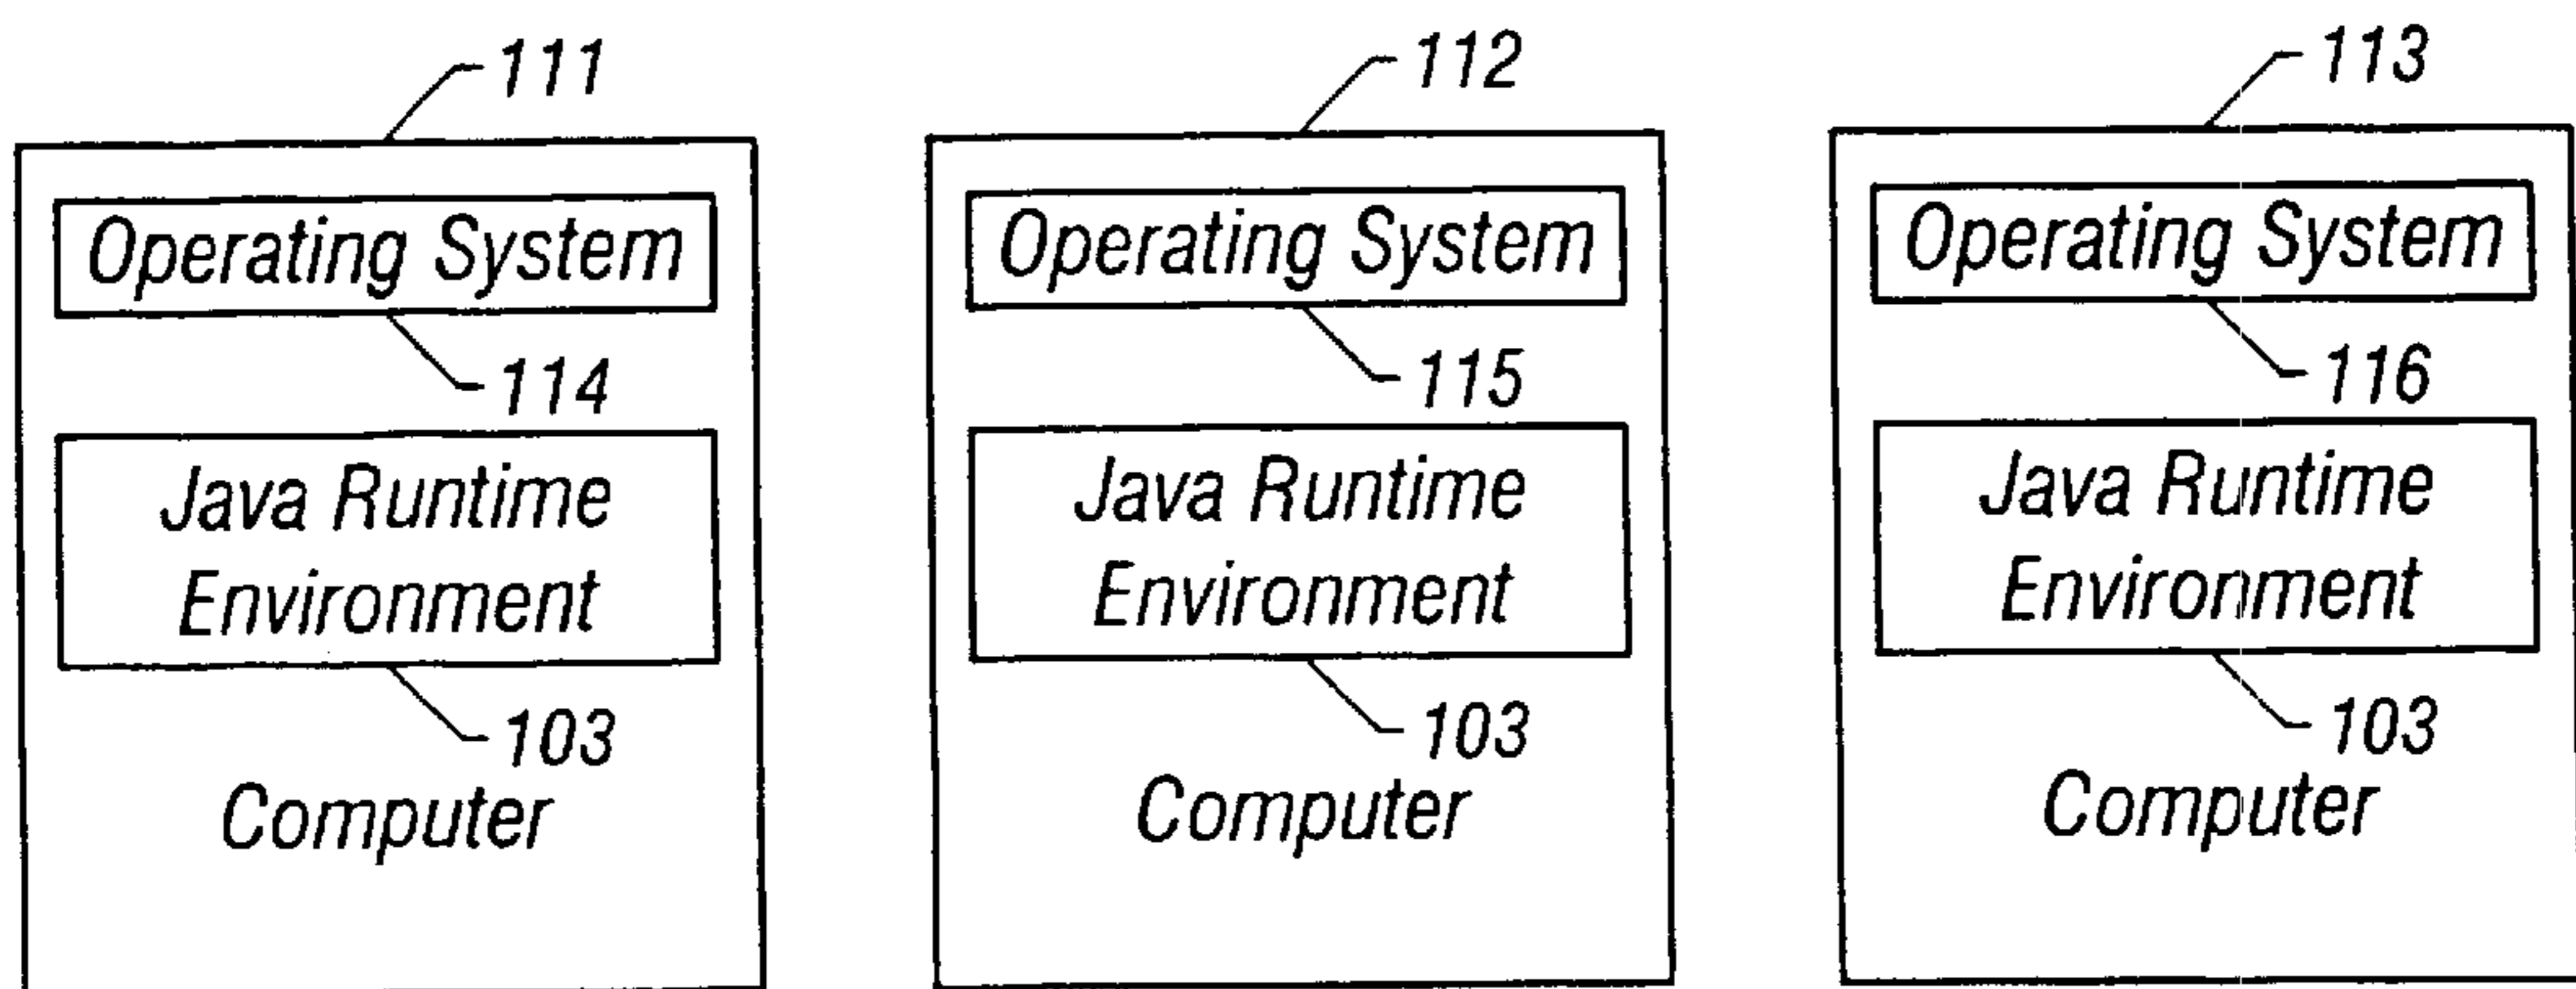 111
Operating System
114
Java Runtime
Environment
103
Computer
112
Operating System
115
Java Runtime
Environment
103
Computer
113
Operating System
116
Java Runtime
Environment
103
Computer